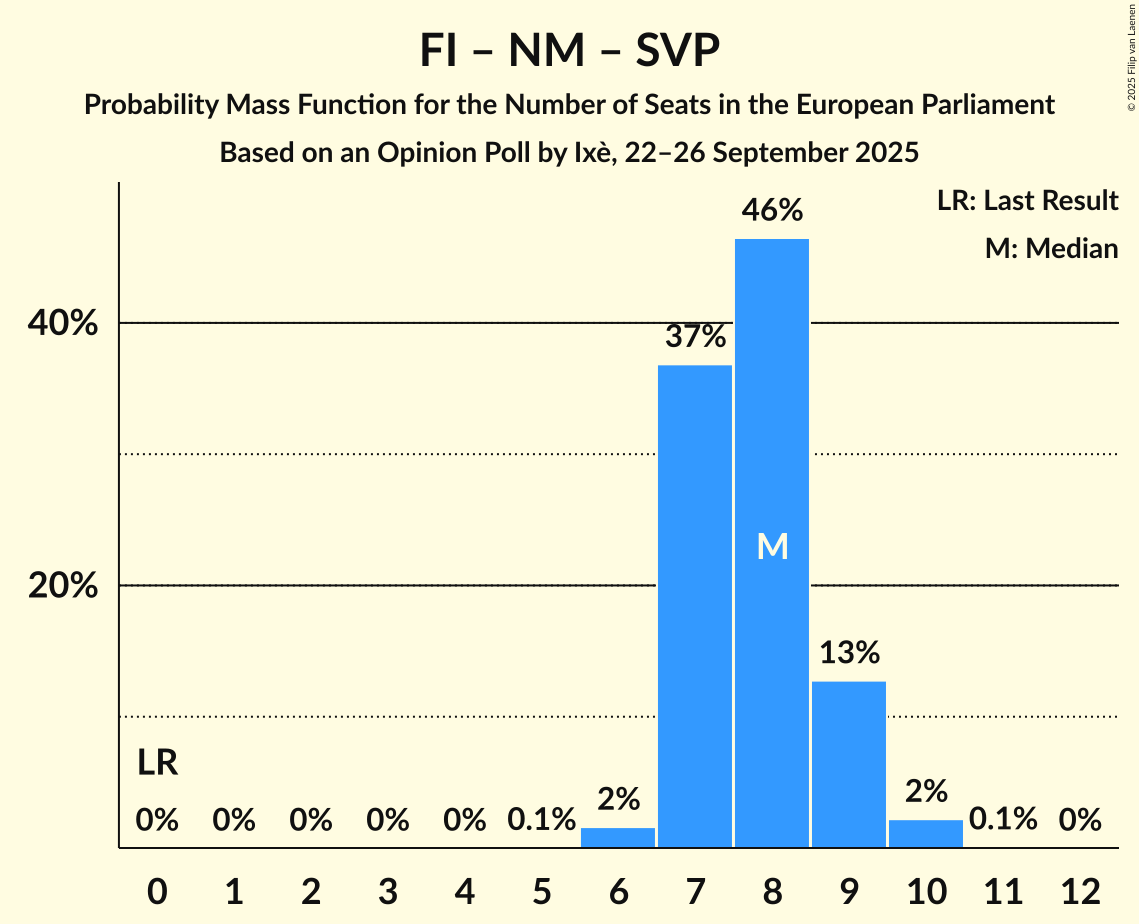 FI – NM – SVP
Probability Mass Function for the Number of Seats in the European Parliament
Based on an Opinion Poll by Ixè, 22–26 September 2025
© 2025 Filip van Laenen
LR: Last Result
M: Median
46%
40%
37%
M
20%
13%
LR
0% 0% 0% 0% 0% 0.1% 2% 2% 0.1% 0%
0 1 2 3 4 5 6 7 8 9 10 11 12